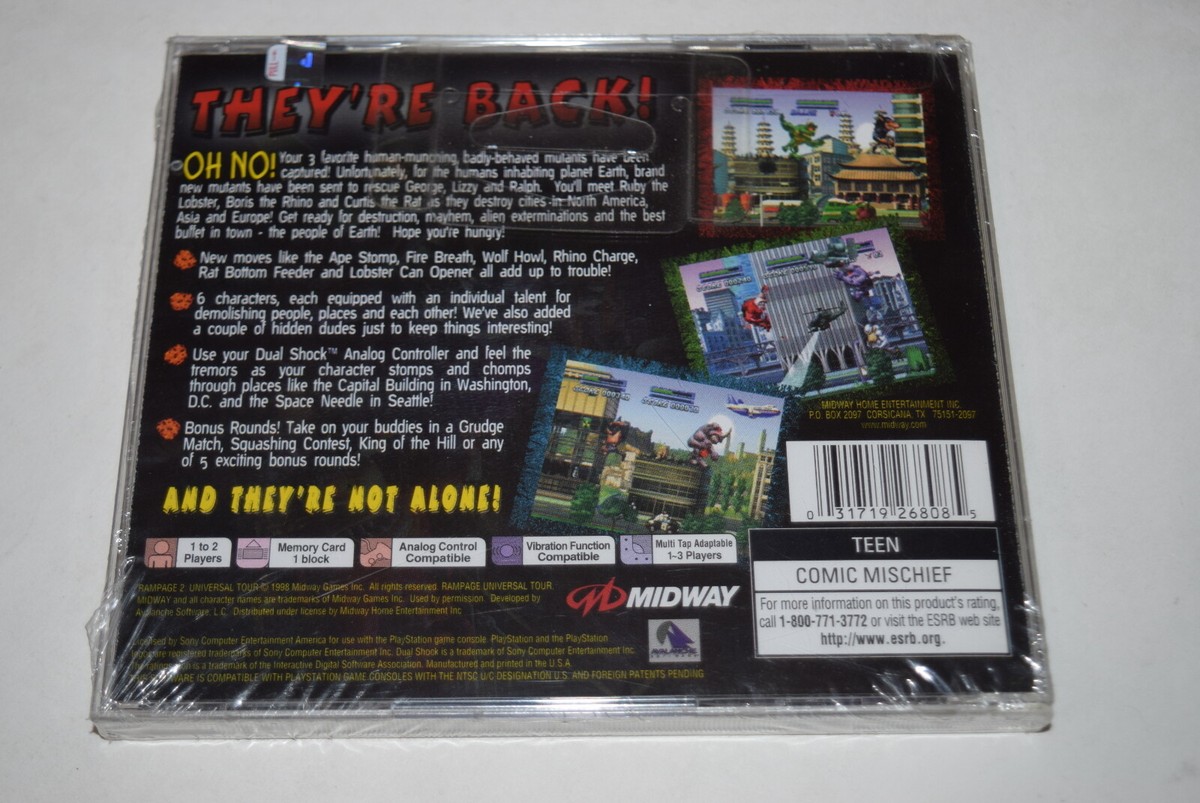 PULL
THEY'RE BACK!
OH NO! Your 3 favorite human-munching, badly-behaved mutants have been
captured! Unfortunately, for the humans inhabiting planet Earth, brand
new mutants have been sent to rescue George, Lizzy and Ralph. You'll meet Ruby the
Lobster, Boris the Rhino and Curtis the Rat as they destroy cities in North America,
Asia and Europe! Get ready for destruction, mayhem, alien exterminations and the best
buffet in town - the people of Earth! Hope you're hungry!
New moves like the Ape Stomp, Fire Breath, Wolf Howl, Rhino Charge,
Rat Bottom Feeder and Lobster Can Opener all add up to trouble!
6 characters, each equipped with an individual talent for
demolishing people, places and each other! We've also added
a couple of hidden dudes just to keep things interesting!
Use your Dual Shock™ Analog Controller and feel the
tremors as your character stomps and chomps
through places like the Capital Building in Washington,
D.C. and the Space Needle in Seattle!
Bonus Rounds! Take on your buddies in a Grudge
Match, Squashing Contest, King of the Hill or any
of 5 exciting bonus rounds!
AND THEY'RE NOT ALONE!
MIDWAY HOME ENTERTAINMENT INC.
P.O. BOX 2097 CORSICANA, TX 75151-2097
www.midway.com
0 31719 26808 5
1 to 2
Players
Memory Card
1 block
Analog Control
Compatible
Vibration Function
Compatible
Multi Tap Adaptable
1-3 Players
TEEN
COMIC MISCHIEF
For more information on this product's rating,
call 1-800-771-3772 or visit the ESRB web site
http://www.esrb.org.
RAMPAGE 2: UNIVERSAL TOUR © 1998 Midway Games Inc. All rights reserved. RAMPAGE UNIVERSAL TOUR,
MIDWAY and all character names are trademarks of Midway Games Inc. Used by permission. Developed by
Avalanche Software, L.C. Distributed under license by Midway Home Entertainment Inc.
MIDWAY
AVALANCHE
SOFTWARE
Licensed by Sony Computer Entertainment America for use with the PlayStation game console. PlayStation and the PlayStation
logos are registered trademarks of Sony Computer Entertainment Inc. Dual Shock is a trademark of Sony Computer Entertainment Inc.
is a trademark of the Interactive Digital Software Association. Manufactured and printed in the U.S.A.
THIS SOFTWARE IS COMPATIBLE WITH PLAYSTATION GAME CONSOLES WITH THE NTSC U/C DESIGNATION. U.S. AND FOREIGN PATENTS PENDING